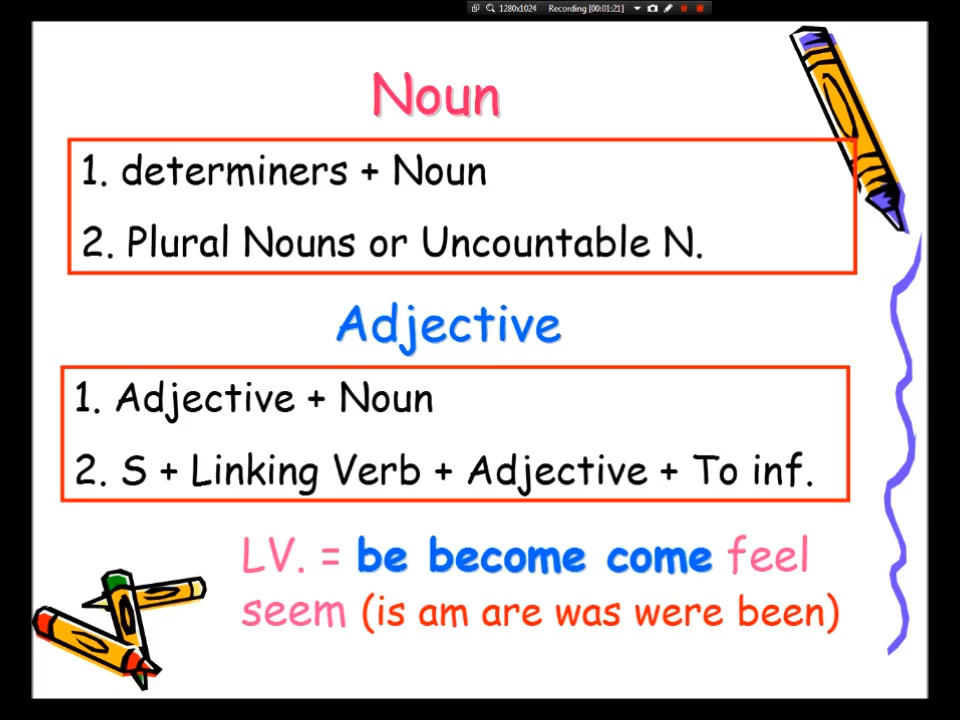 1280x1024 Recording [00:01:21]
Noun
1. determiners + Noun
2. Plural Nouns or Uncountable N.
Adjective
1. Adjective + Noun
2. S + Linking Verb + Adjective + To inf.
LV. = be become come feel
seem (is am are was were been)